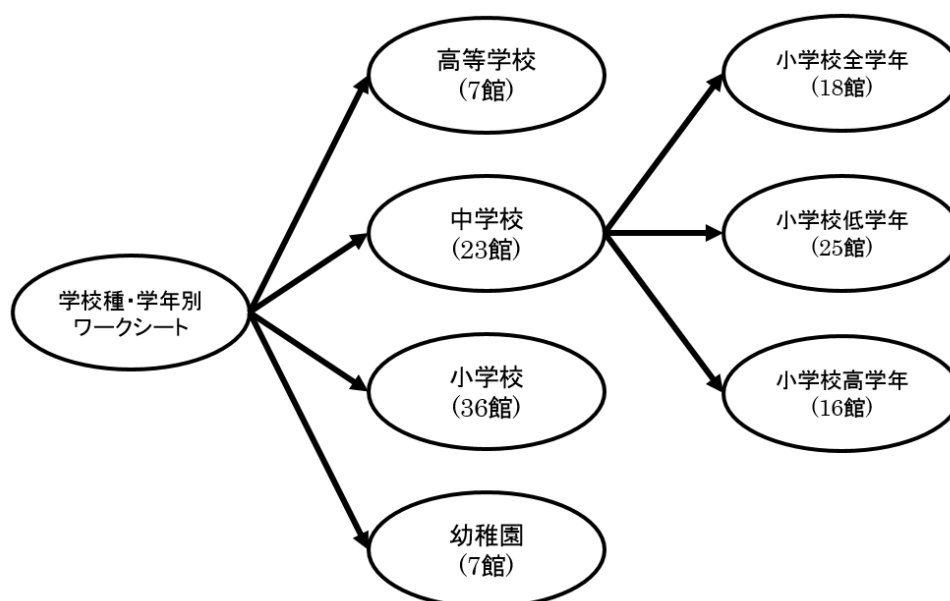 学校種・学年別
ワークシート
高等学校
(7館)
中学校
(23館)
小学校
(36館)
幼稚園
(7館)
小学校全学年
(18館)
小学校低学年
(25館)
小学校高学年
(16館)